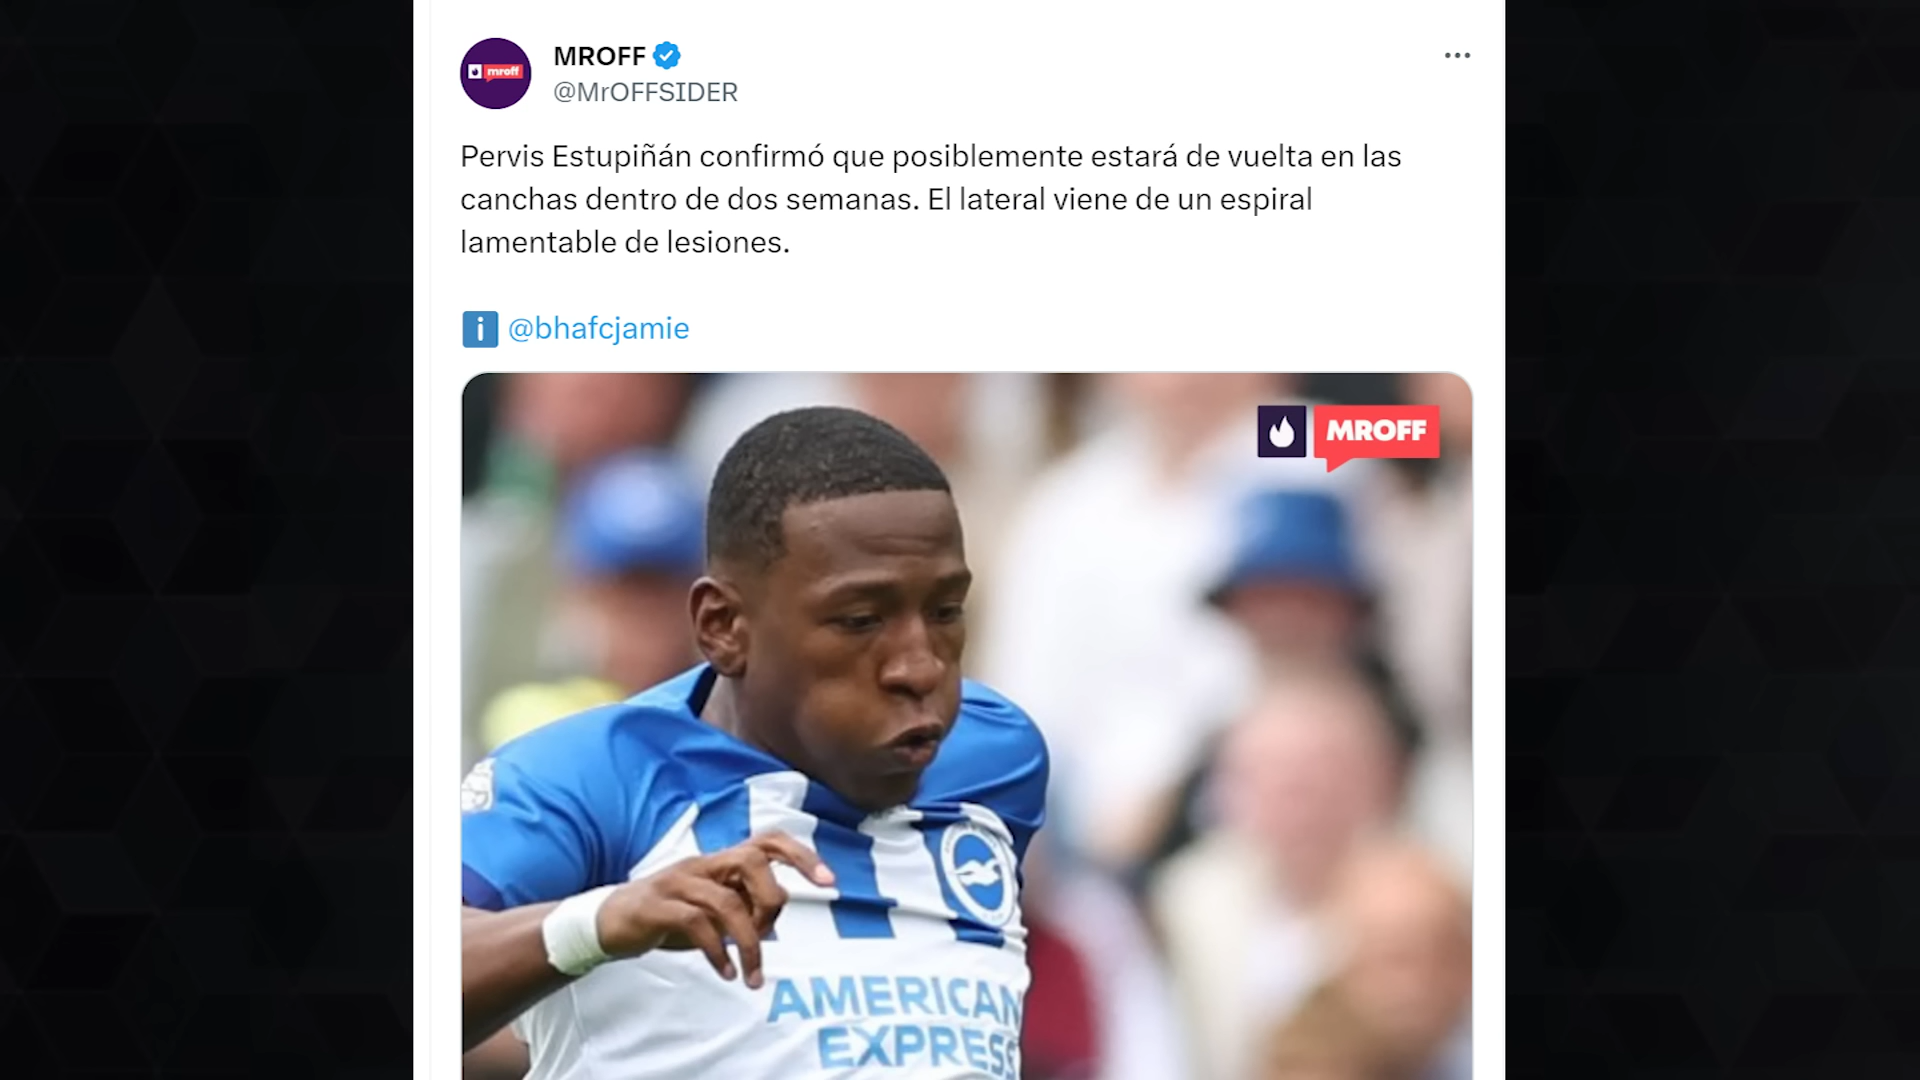 mroff
MROFF
@MrOFFSIDER
Pervis Estupiñán confirmó que posiblemente estará de vuelta en las
canchas dentro de dos semanas. El lateral viene de un espiral
lamentable de lesiones.
i @bhafcjamie
MROFF
AMERICAN
EXPRESS